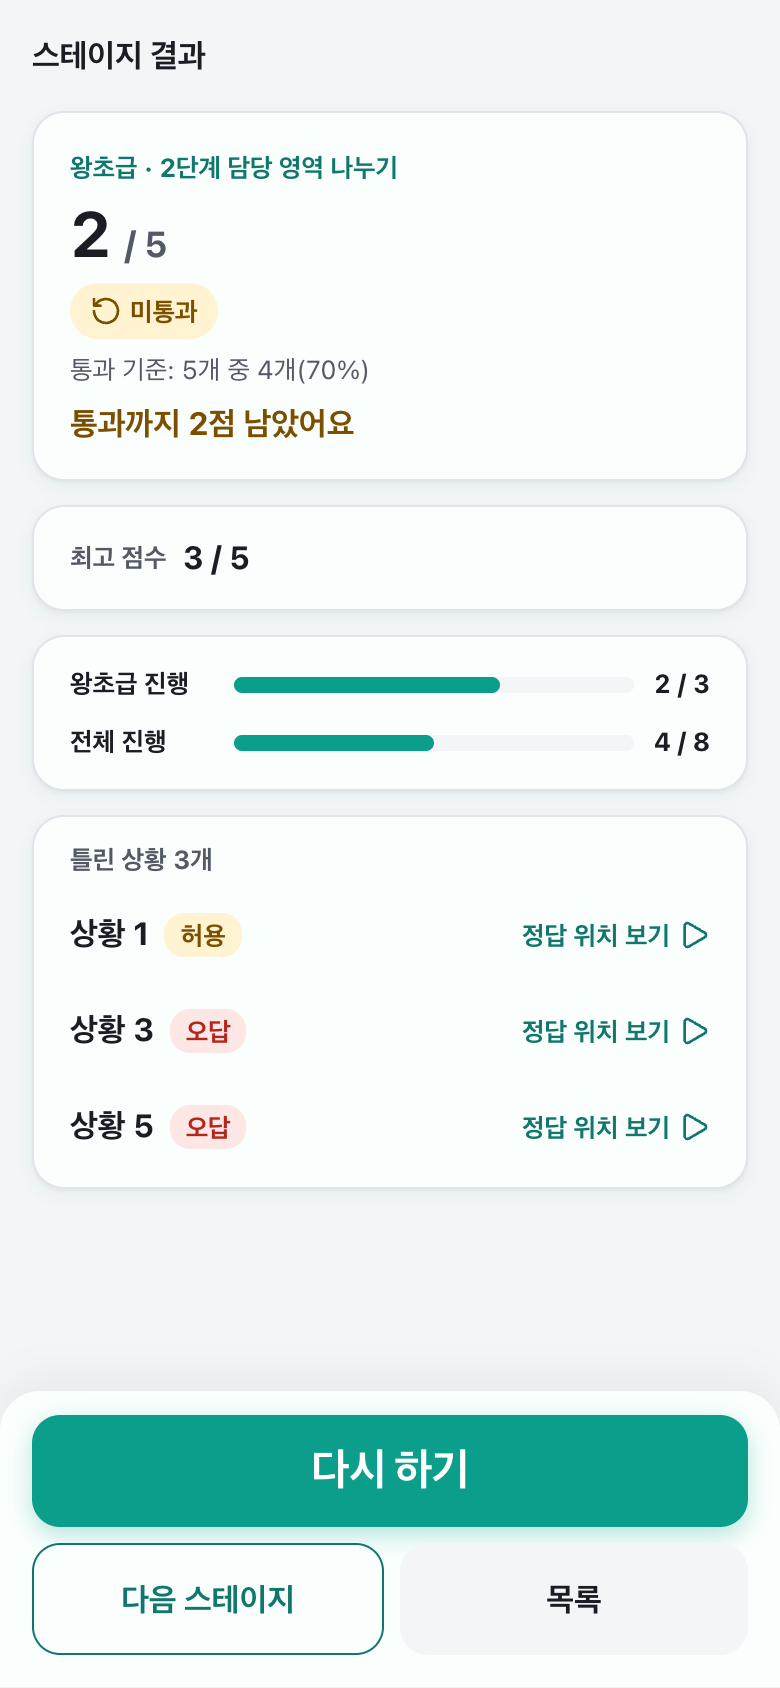 스테이지 결과
왕초급 · 2단계 담당 영역 나누기
2 / 5
미통과
통과 기준: 5개 중 4개(70%)
통과까지 2점 남았어요
최고 점수 3 / 5
왕초급 진행 2 / 3
전체 진행 4 / 8
틀린 상황 3개
상황 1 허용 정답 위치 보기
상황 3 오답 정답 위치 보기
상황 5 오답 정답 위치 보기
다시 하기
다음 스테이지 목록